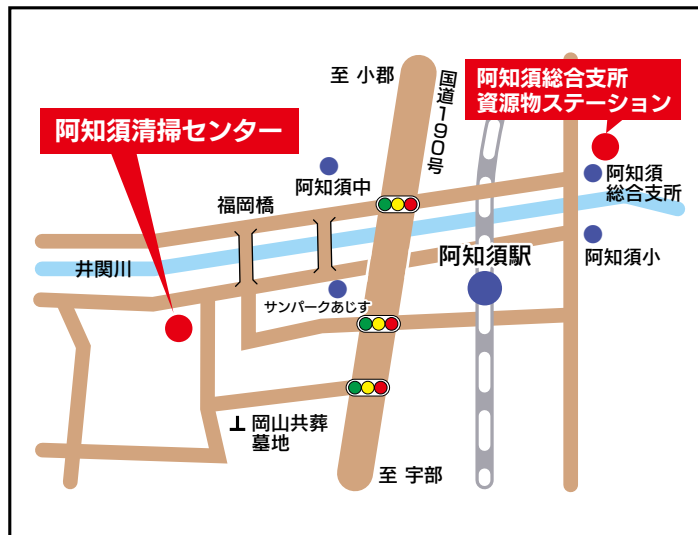 至 小郡
国道190号
阿知須総合支所
資源物ステーション
阿知須清掃センター
阿知須中
阿知須
総合支所
福岡橋
井関川
阿知須駅
阿知須小
サンパークあじす
岡山共葬
墓地
至 宇部